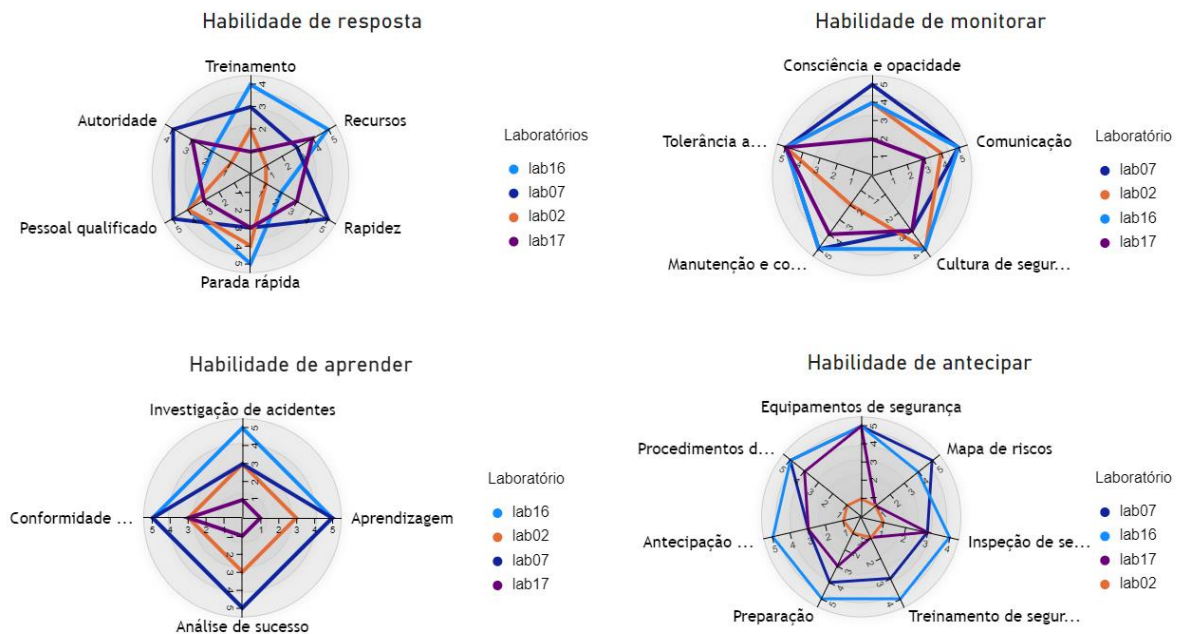 Habilidade de resposta
Treinamento
Autoridade
Recursos
Pessoal qualificado
Rapidez
Parada rápida
Laboratórios
lab16
lab07
lab02
lab17
Habilidade de monitorar
Consciência e opacidade
Tolerância a...
Comunicação
Manutenção e co...
Cultura de segur...
Laboratório
lab07
lab02
lab16
lab17
Habilidade de aprender
Investigação de acidentes
Conformidade ...
Aprendizagem
Análise de sucesso
Laboratório
lab16
lab02
lab07
lab17
Habilidade de antecipar
Equipamentos de segurança
Procedimentos d...
Mapa de riscos
Antecipação ...
Inspeção de se...
Preparação
Treinamento de segur...
Laboratório
lab07
lab16
lab17
lab02